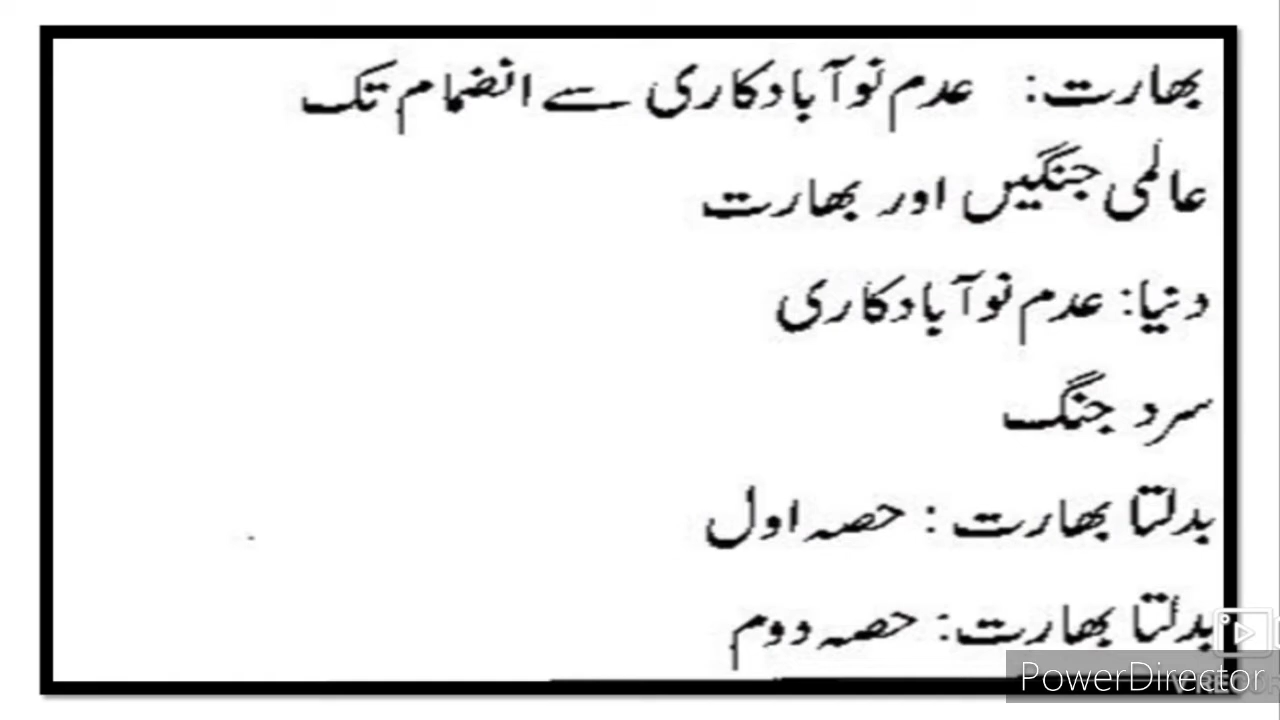 بھارت: عدم نوآبادکاری سے انضمام تک
عالمی جنگیں اور بھارت
دنیا: عدم نوآبادکاری
سرد جنگ
بدلتا بھارت : حصہ اول
بدلتا بھارت: حصہ دوم
PowerDirector